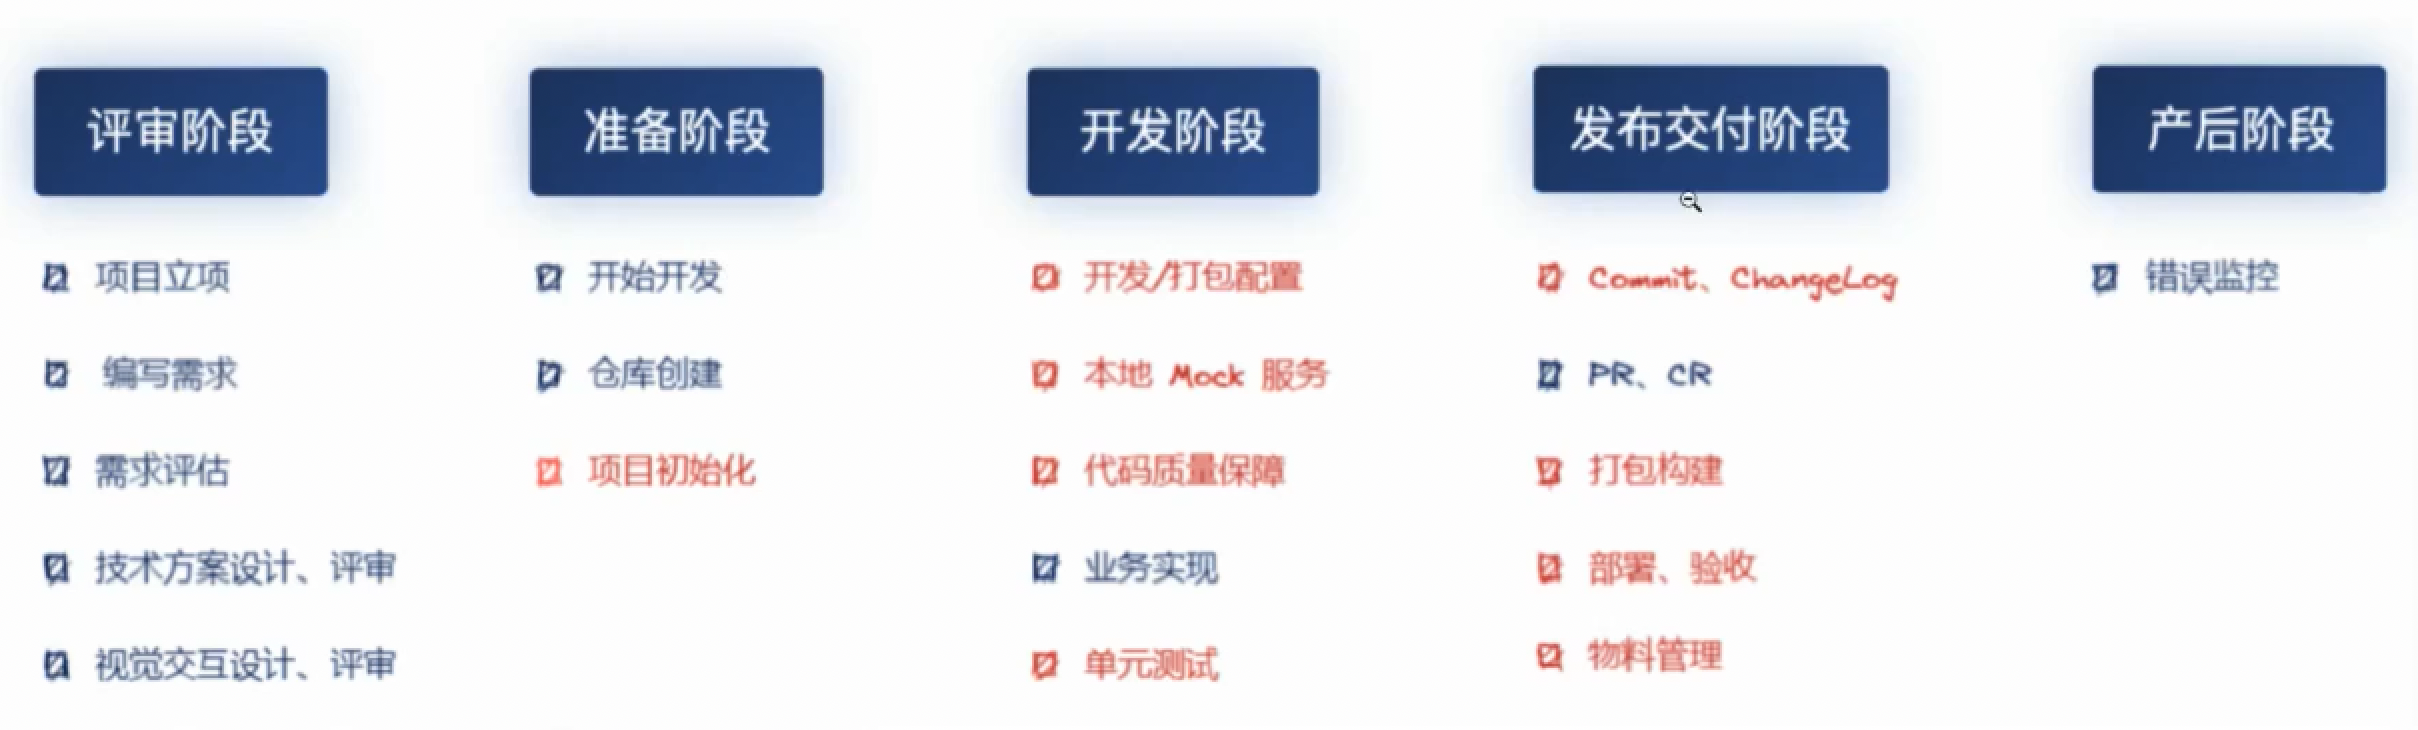 评审阶段
项目立项
编写需求
需求评估
技术方案设计、评审
视觉交互设计、评审
准备阶段
开始开发
仓库创建
项目初始化
开发阶段
开发/打包配置
本地 Mock 服务
代码质量保障
业务实现
单元测试
发布交付阶段
Commit、ChangeLog
PR、CR
打包构建
部署、验收
物料管理
产后阶段
错误监控